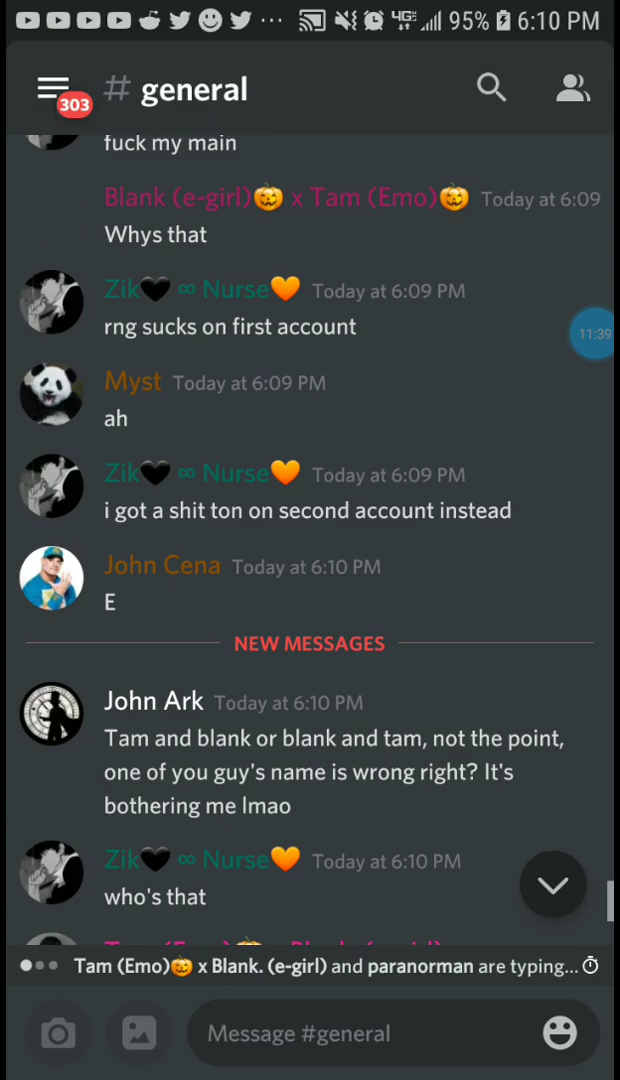 95% 6:10 PM
303
# general
fuck my main
Blank (e-girl)🎃 x Tam (Emo)🎃 Today at 6:09
Whys that
Zik🖤 ∞ Nurse🧡 Today at 6:09 PM
rng sucks on first account
11:39
Myst Today at 6:09 PM
ah
Zik🖤 ∞ Nurse🧡 Today at 6:09 PM
i got a shit ton on second account instead
John Cena Today at 6:10 PM
E
NEW MESSAGES
John Ark Today at 6:10 PM
Tam and blank or blank and tam, not the point,
one of you guy's name is wrong right? It's
bothering me lmao
Zik🖤 ∞ Nurse🧡 Today at 6:10 PM
who's that
Tam (Emo)🎃 x Blank. (e-girl) and paranorman are typing...
Message #general